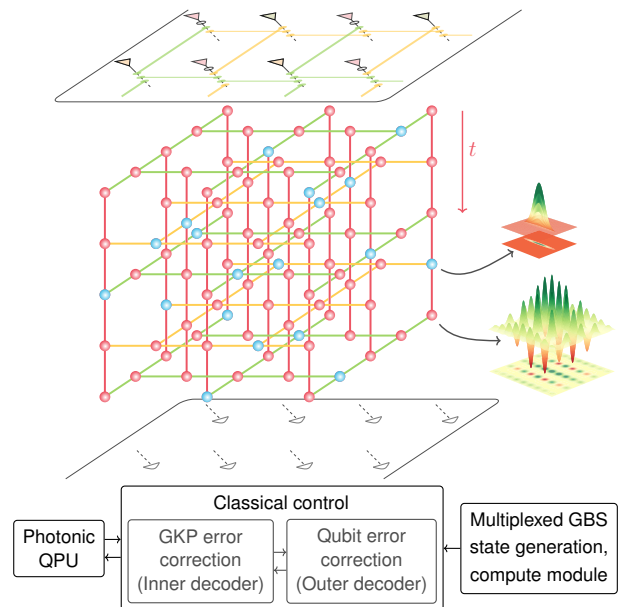 t
Classical control
Photonic
QPU
GKP error
correction
(Inner decoder)
Qubit error
correction
(Outer decoder)
Multiplexed GBS
state generation,
compute module